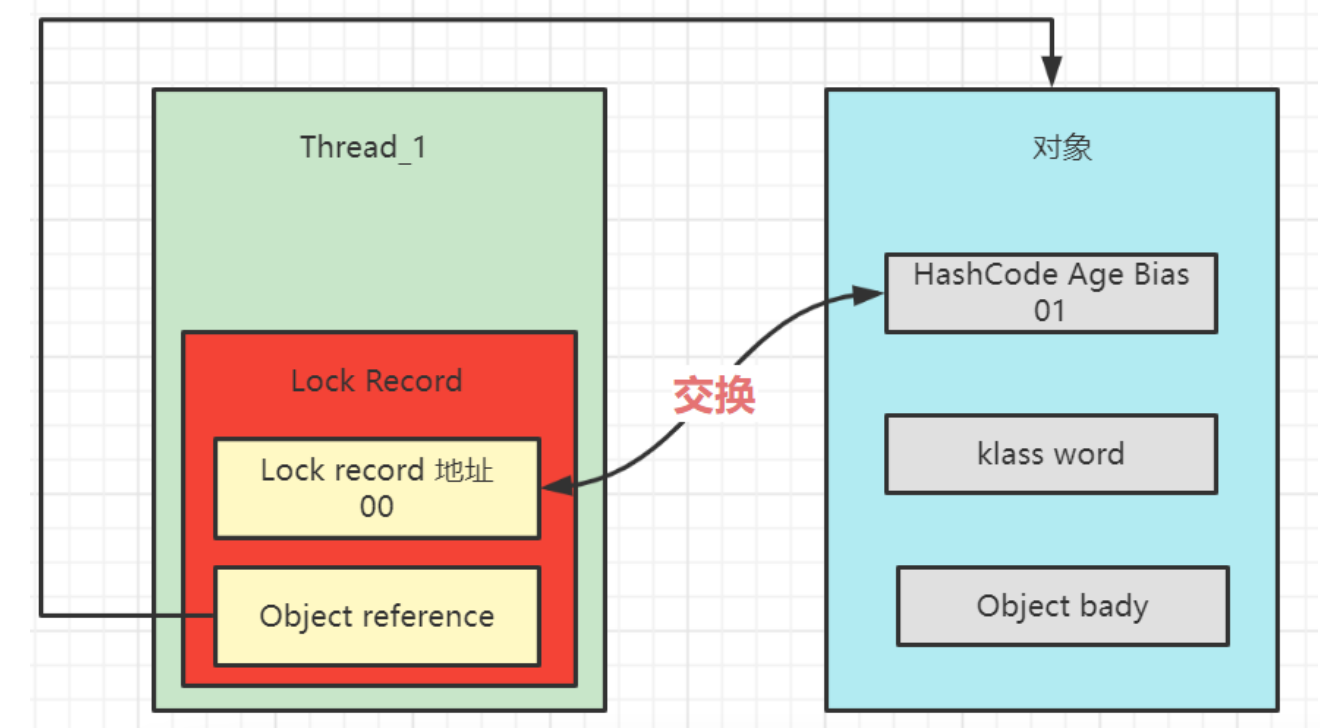 Thread_1
Lock Record
Lock record 地址
00
Object reference
交换
对象
HashCode Age Bias
01
klass word
Object bady